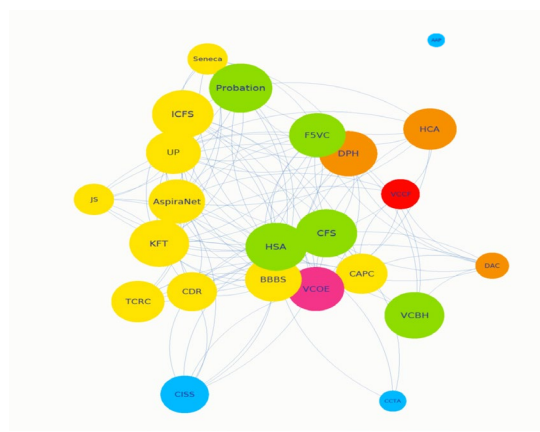 Seneca
Probation
ICFS
F5VC
HCA
UP
DPH
JS
AspiraNet
CFS
KFT
HSA
DAC
BBBS
CAPC
CDR
VCOE
TCRC
VCBH
CISS
CCTA